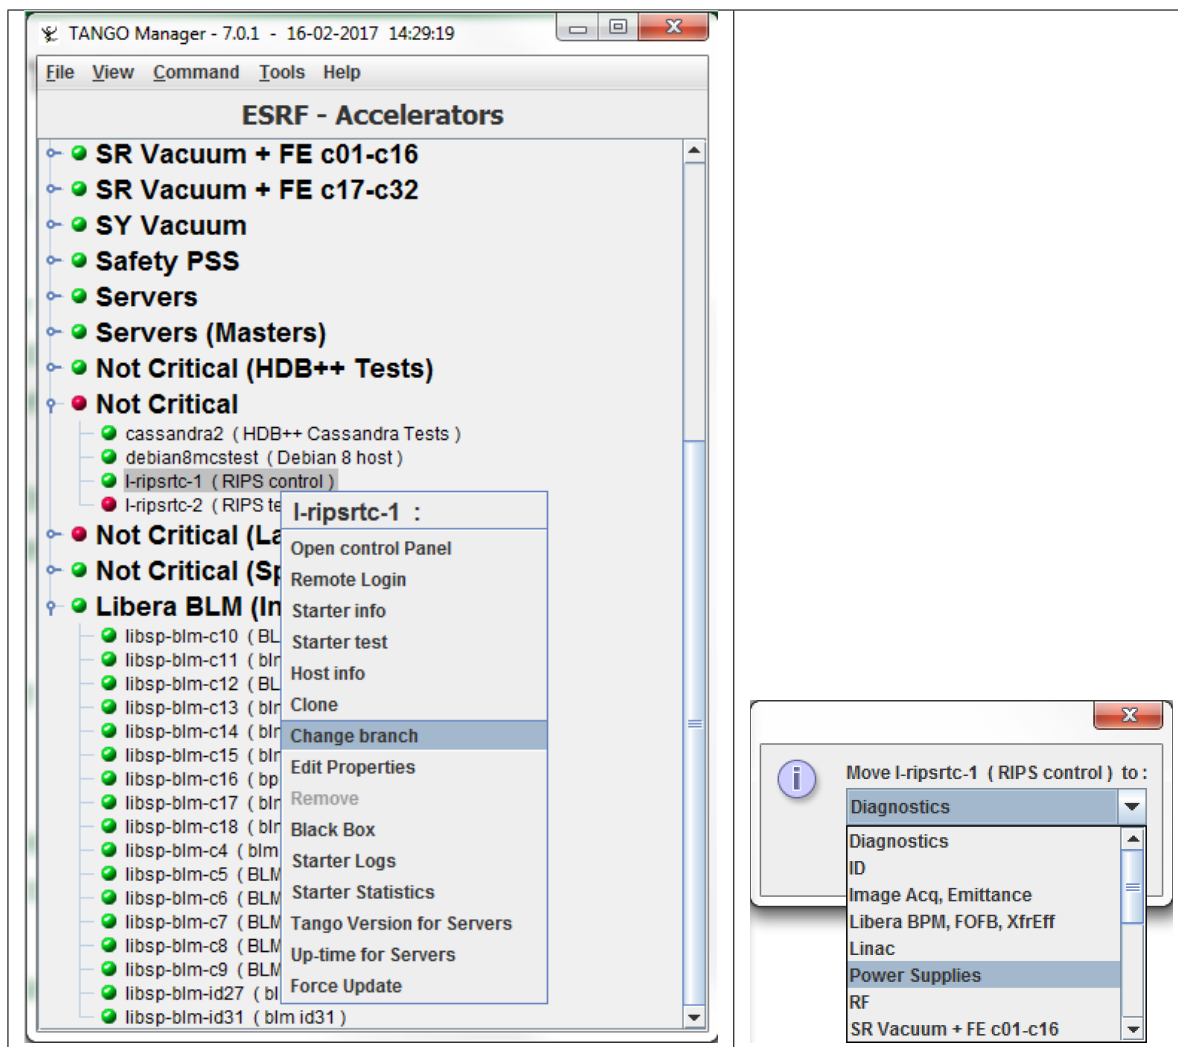 TANGO Manager - 7.0.1 - 16-02-2017 14:29:19
File View Command Tools Help
ESRF - Accelerators
SR Vacuum + FE c01-c16
SR Vacuum + FE c17-c32
SY Vacuum
Safety PSS
Servers
Servers (Masters)
Not Critical (HDB++ Tests)
Not Critical
cassandra2 ( HDB++ Cassandra Tests )
debian8mcstest ( Debian 8 host )
l-ripsrtc-1 ( RIPS control )
l-ripsrtc-2 ( RIPS te
Not Critical (La
Not Critical (Sp
Libera BLM (In
libsp-blm-c10 ( BL
libsp-blm-c11 ( bln
libsp-blm-c12 ( BL
libsp-blm-c13 ( bln
libsp-blm-c14 ( bln
libsp-blm-c15 ( bln
libsp-blm-c16 ( bp
libsp-blm-c17 ( bln
libsp-blm-c18 ( bln
libsp-blm-c4 ( blm
libsp-blm-c5 ( BLM
libsp-blm-c6 ( BLM
libsp-blm-c7 ( BLM
libsp-blm-c8 ( BLM
libsp-blm-c9 ( BLM
libsp-blm-id27 ( bl
libsp-blm-id31 ( blm id31 )
l-ripsrtc-1 :
Open control Panel
Remote Login
Starter info
Starter test
Host info
Clone
Change branch
Edit Properties
Remove
Black Box
Starter Logs
Starter Statistics
Tango Version for Servers
Up-time for Servers
Force Update
Move l-ripsrtc-1 ( RIPS control ) to :
Diagnostics
Diagnostics
ID
Image Acq, Emittance
Libera BPM, FOFB, XfrEff
Linac
Power Supplies
RF
SR Vacuum + FE c01-c16